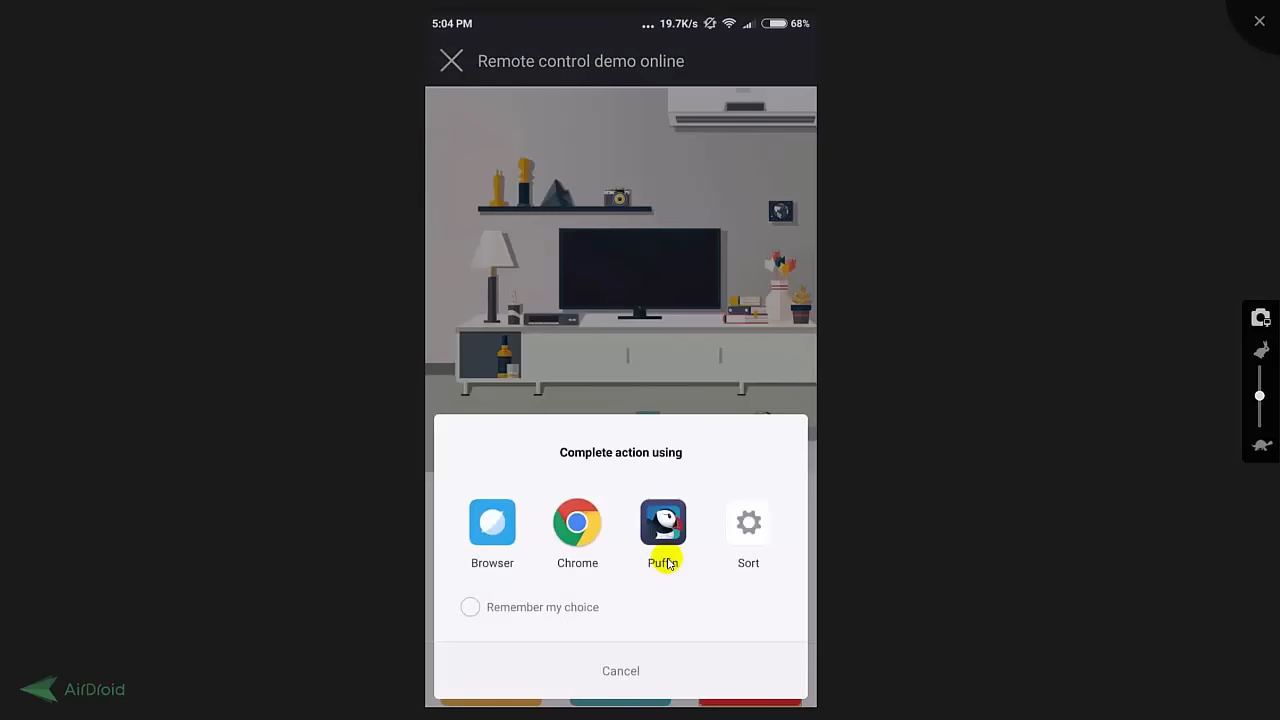 5:04 PM
... 19.7K/s 68%
Remote control demo online
Complete action using
Browser Chrome Puffin Sort
Remember my choice
Cancel
AirDroid